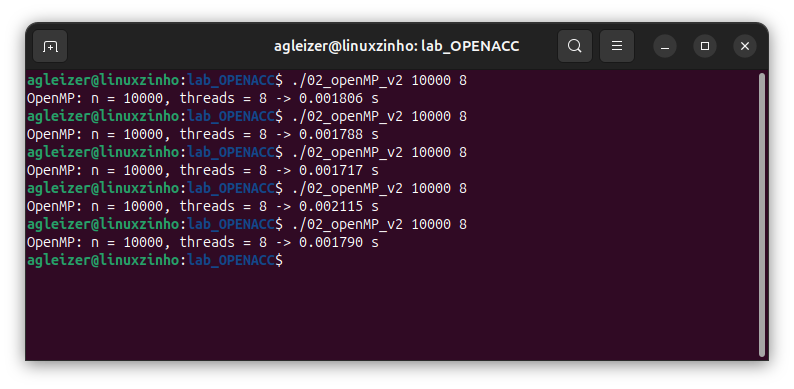 agleizer@linuxzinho: lab_OPENACC
agleizer@linuxzinho:lab_OPENACC$ ./02_openMP_v2 10000 8
OpenMP: n = 10000, threads = 8 -> 0.001806 s
agleizer@linuxzinho:lab_OPENACC$ ./02_openMP_v2 10000 8
OpenMP: n = 10000, threads = 8 -> 0.001788 s
agleizer@linuxzinho:lab_OPENACC$ ./02_openMP_v2 10000 8
OpenMP: n = 10000, threads = 8 -> 0.001717 s
agleizer@linuxzinho:lab_OPENACC$ ./02_openMP_v2 10000 8
OpenMP: n = 10000, threads = 8 -> 0.002115 s
agleizer@linuxzinho:lab_OPENACC$ ./02_openMP_v2 10000 8
OpenMP: n = 10000, threads = 8 -> 0.001790 s
agleizer@linuxzinho:lab_OPENACC$